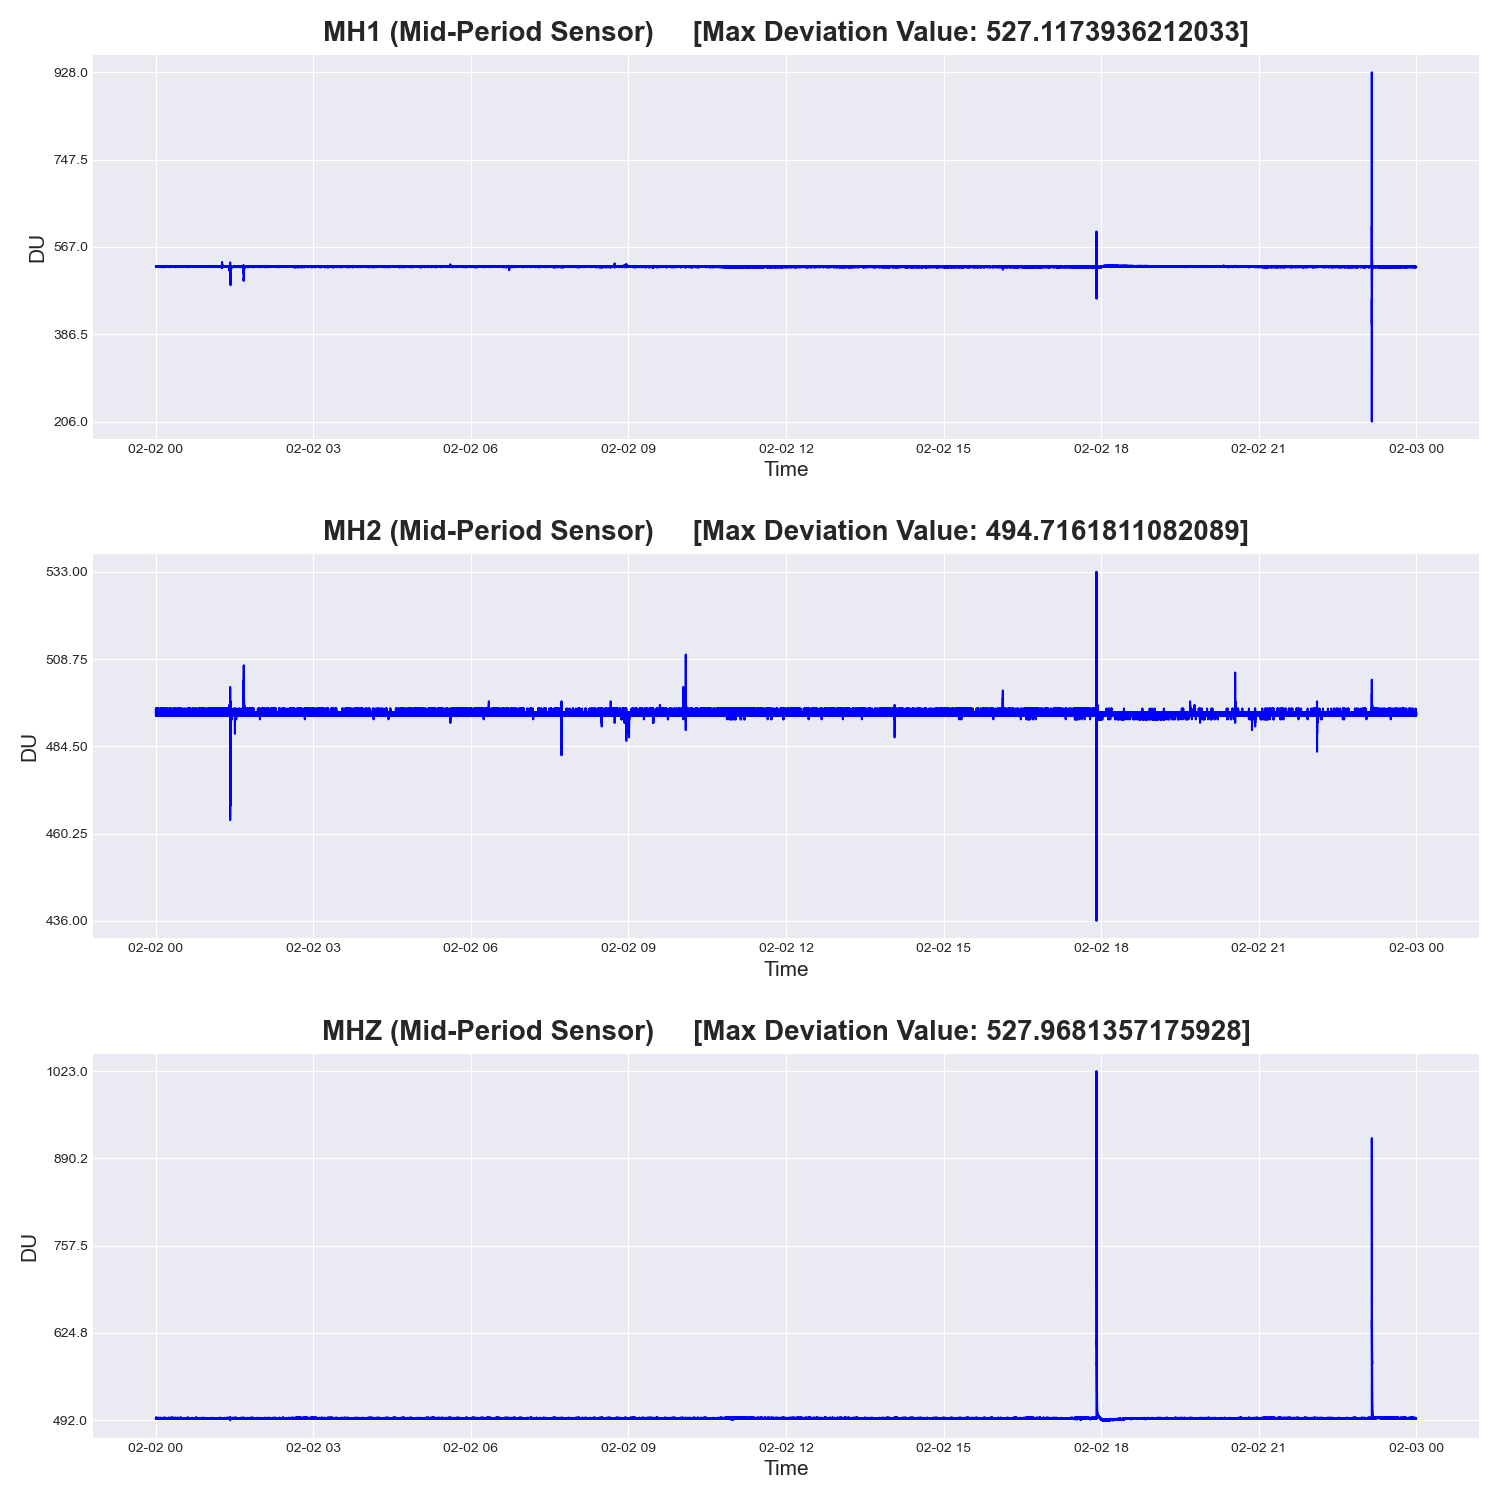 MH1 (Mid-Period Sensor) [Max Deviation Value: 527.1173936212033]
928.0
747.5
567.0
386.5
206.0
DU
02-02 00 02-02 03 02-02 06 02-02 09 02-02 12 02-02 15 02-02 18 02-02 21 02-03 00
Time
MH2 (Mid-Period Sensor) [Max Deviation Value: 494.7161811082089]
533.00
508.75
484.50
460.25
436.00
DU
02-02 00 02-02 03 02-02 06 02-02 09 02-02 12 02-02 15 02-02 18 02-02 21 02-03 00
Time
MHZ (Mid-Period Sensor) [Max Deviation Value: 527.9681357175928]
1023.0
890.2
757.5
624.8
492.0
DU
02-02 00 02-02 03 02-02 06 02-02 09 02-02 12 02-02 15 02-02 18 02-02 21 02-03 00
Time